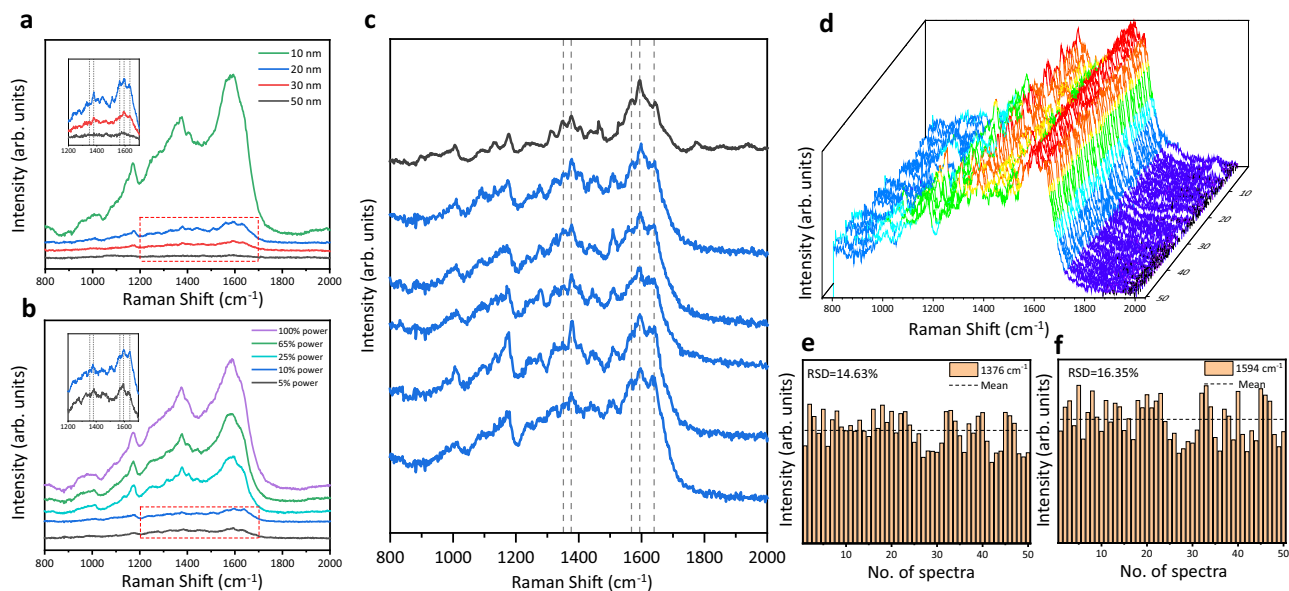 a
Intensity (arb. units)
10 nm
20 nm
30 nm
50 nm
1200 1400 1600
800 1000 1200 1400 1600 1800 2000
Raman Shift (cm-1)
b
Intensity (arb. units)
100% power
65% power
25% power
10% power
5% power
1200 1400 1600
800 1000 1200 1400 1600 1800 2000
Raman Shift (cm-1)
c
Intensity (arb. units)
800 1000 1200 1400 1600 1800 2000
Raman Shift (cm-1)
d
Intensity (arb. units)
800 1000 1200 1400 1600 1800 2000
Raman Shift (cm-1)
10
20
30
40
50
e
RSD=14.63%
1376 cm-1
Mean
Intensity (arb. units)
10 20 30 40 50
No. of spectra
f
RSD=16.35%
1594 cm-1
Mean
Intensity (arb. units)
10 20 30 40 50
No. of spectra